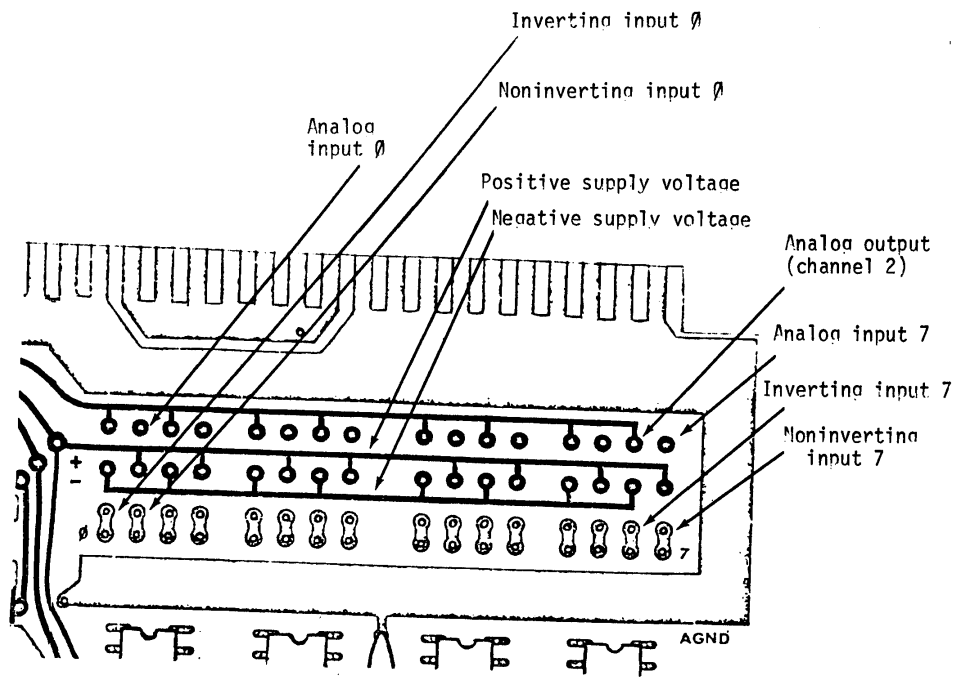 Inverting input Ø
Noninverting input Ø
Analog
input Ø
Positive supply voltage
Negative supply voltage
Analog output
(channel 2)
Analog input 7
Inverting input 7
Noninverting
input 7
+
-
Ø
7
AGND